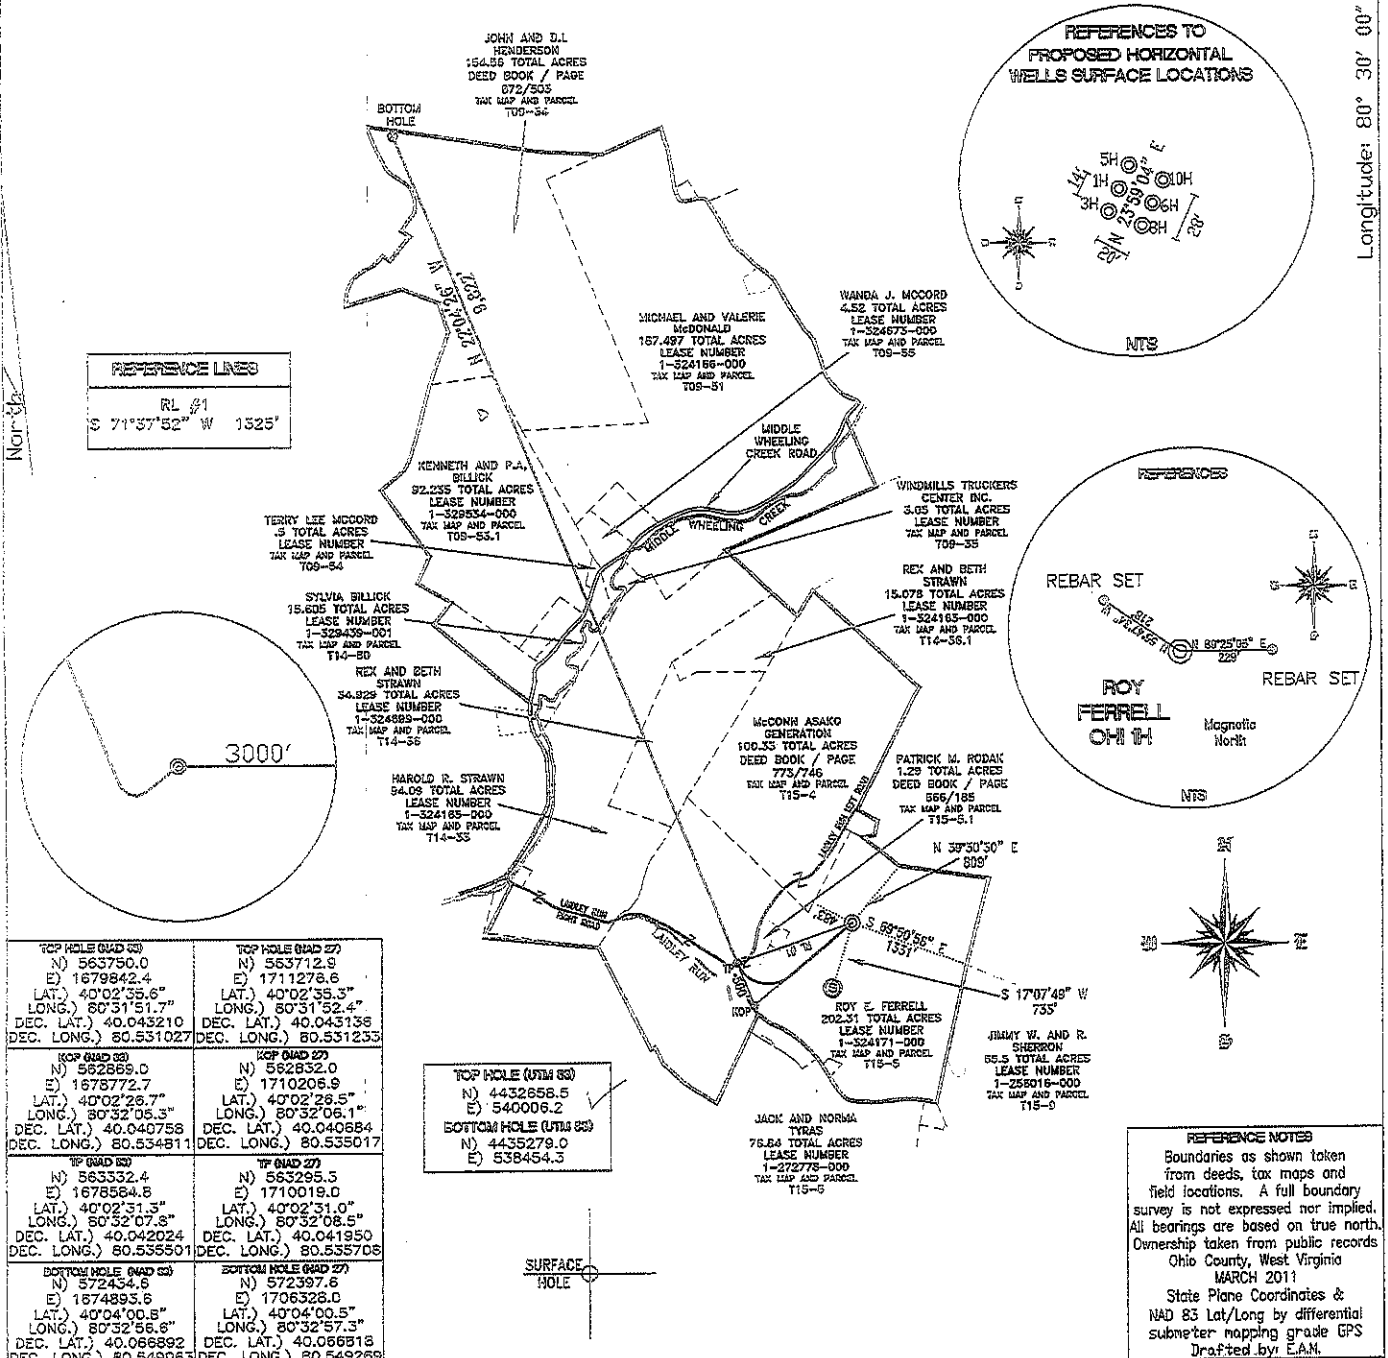 JOHN AND D.L
HENDERSON
154.56 TOTAL ACRES
DEED BOOK / PAGE
672/503
TAX MAP AND PARCEL
T09-34
BOTTOM
HOLE
REFERENCES TO
PROPOSED HORIZONTAL
WELLS SURFACE LOCATIONS
5H
10H
1H
6H
3H
8H
14'
28'
20'
N 23°59'04" E
NTS
Longitude: 80° 30' 00"
North
REFERENCE LINES
RL #1
S 71°37'52" W 1325'
N 22°04'26" W
9,822'
MICHAEL AND VALERIE
McDONALD
167.497 TOTAL ACRES
LEASE NUMBER
1-324166-000
TAX MAP AND PARCEL
T09-51
WANDA J. MCCORD
4.52 TOTAL ACRES
LEASE NUMBER
1-324673-000
TAX MAP AND PARCEL
T09-55
MIDDLE
WHEELING
CREEK ROAD
MIDDLE WHEELING CREEK
KENNETH AND P.A.
BILLICK
92.235 TOTAL ACRES
LEASE NUMBER
1-329534-000
TAX MAP AND PARCEL
T09-53.1
TERRY LEE MCCORD
.5 TOTAL ACRES
LEASE NUMBER
TAX MAP AND PARCEL
T09-54
WINDMILLS TRUCKERS
CENTER INC.
3.05 TOTAL ACRES
LEASE NUMBER
TAX MAP AND PARCEL
T09-35
SYLVIA BILLICK
15.605 TOTAL ACRES
LEASE NUMBER
1-329439-001
TAX MAP AND PARCEL
T14-80
REX AND BETH
STRAWN
15.078 TOTAL ACRES
LEASE NUMBER
1-324165-000
TAX MAP AND PARCEL
T14-36.1
REX AND BETH
STRAWN
34.929 TOTAL ACRES
LEASE NUMBER
1-324899-000
TAX MAP AND PARCEL
T14-36
HAROLD R. STRAWN
94.09 TOTAL ACRES
LEASE NUMBER
1-324165-000
TAX MAP AND PARCEL
T14-33
McCONN ASAKO
GENERATION
100.33 TOTAL ACRES
DEED BOOK / PAGE
773/746
TAX MAP AND PARCEL
T15-4
PATRICK M. RODAK
1.29 TOTAL ACRES
DEED BOOK / PAGE
566/185
TAX MAP AND PARCEL
T15-5.1
REFERENCES
REBAR SET
218'
N 89°25'05" E
229'
REBAR SET
ROY
FERRELL
OHI 1H
Magnetic
North
NTS
3000'
N 39°30'30" E
809'
S 69°50'56" E
1331'
483'
S 17°07'49" W
735'
LAIDLEY RUN
TP
500'
KOP
ROY E. FERRELL
202.31 TOTAL ACRES
LEASE NUMBER
1-324171-000
TAX MAP AND PARCEL
T15-5
JIMMY W. AND R.
SHERRON
55.5 TOTAL ACRES
LEASE NUMBER
1-256016-000
TAX MAP AND PARCEL
T15-9
JACK AND NORMA
TYRAS
75.64 TOTAL ACRES
LEASE NUMBER
1-272778-000
TAX MAP AND PARCEL
T15-6
TOP HOLE (NAD 83)
N) 563750.0
E) 1679842.4
LAT.) 40°02'35.6"
LONG.) 80°31'51.7"
DEC. LAT.) 40.043210
DEC. LONG.) 80.531027
TOP HOLE (NAD 27)
N) 563712.9
E) 1711276.6
LAT.) 40°02'35.3"
LONG.) 80°31'52.4"
DEC. LAT.) 40.043136
DEC. LONG.) 80.531233
KOP (NAD 83)
N) 562869.0
E) 1678772.7
LAT.) 40°02'26.7"
LONG.) 80°32'05.3"
DEC. LAT.) 40.040758
DEC. LONG.) 80.534811
KOP (NAD 27)
N) 562832.0
E) 1710206.9
LAT.) 40°02'26.5"
LONG.) 80°32'06.1"
DEC. LAT.) 40.040684
DEC. LONG.) 80.535017
TP (NAD 83)
N) 563332.4
E) 1678584.8
LAT.) 40°02'31.3"
LONG.) 80°32'07.8"
DEC. LAT.) 40.042024
DEC. LONG.) 80.535501
TP (NAD 27)
N) 563295.3
E) 1710019.0
LAT.) 40°02'31.0"
LONG.) 80°32'08.5"
DEC. LAT.) 40.041950
DEC. LONG.) 80.535706
BOTTOM HOLE (NAD 83)
N) 572434.6
E) 1674893.6
LAT.) 40°04'00.8"
LONG.) 80°32'56.6"
DEC. LAT.) 40.066892
DEC. LONG.) 80.549063
BOTTOM HOLE (NAD 27)
N) 572397.6
E) 1706328.0
LAT.) 40°04'00.5"
LONG.) 80°32'57.3"
DEC. LAT.) 40.066818
DEC. LONG.) 80.549269
TOP HOLE (UTM 83)
N) 4432658.5
E) 540006.2
BOTTOM HOLE (UTM 83)
N) 4435279.0
E) 538454.3
SURFACE
HOLE
REFERENCE NOTES
Boundaries as shown taken
from deeds, tax maps and
field locations. A full boundary
survey is not expressed nor implied.
All bearings are based on true north.
Ownership taken from public records
Ohio County, West Virginia
MARCH 2011
State Plane Coordinates &
NAD 83 Lat/Long by differential
submeter mapping grade GPS
Drafted by: E.A.M.